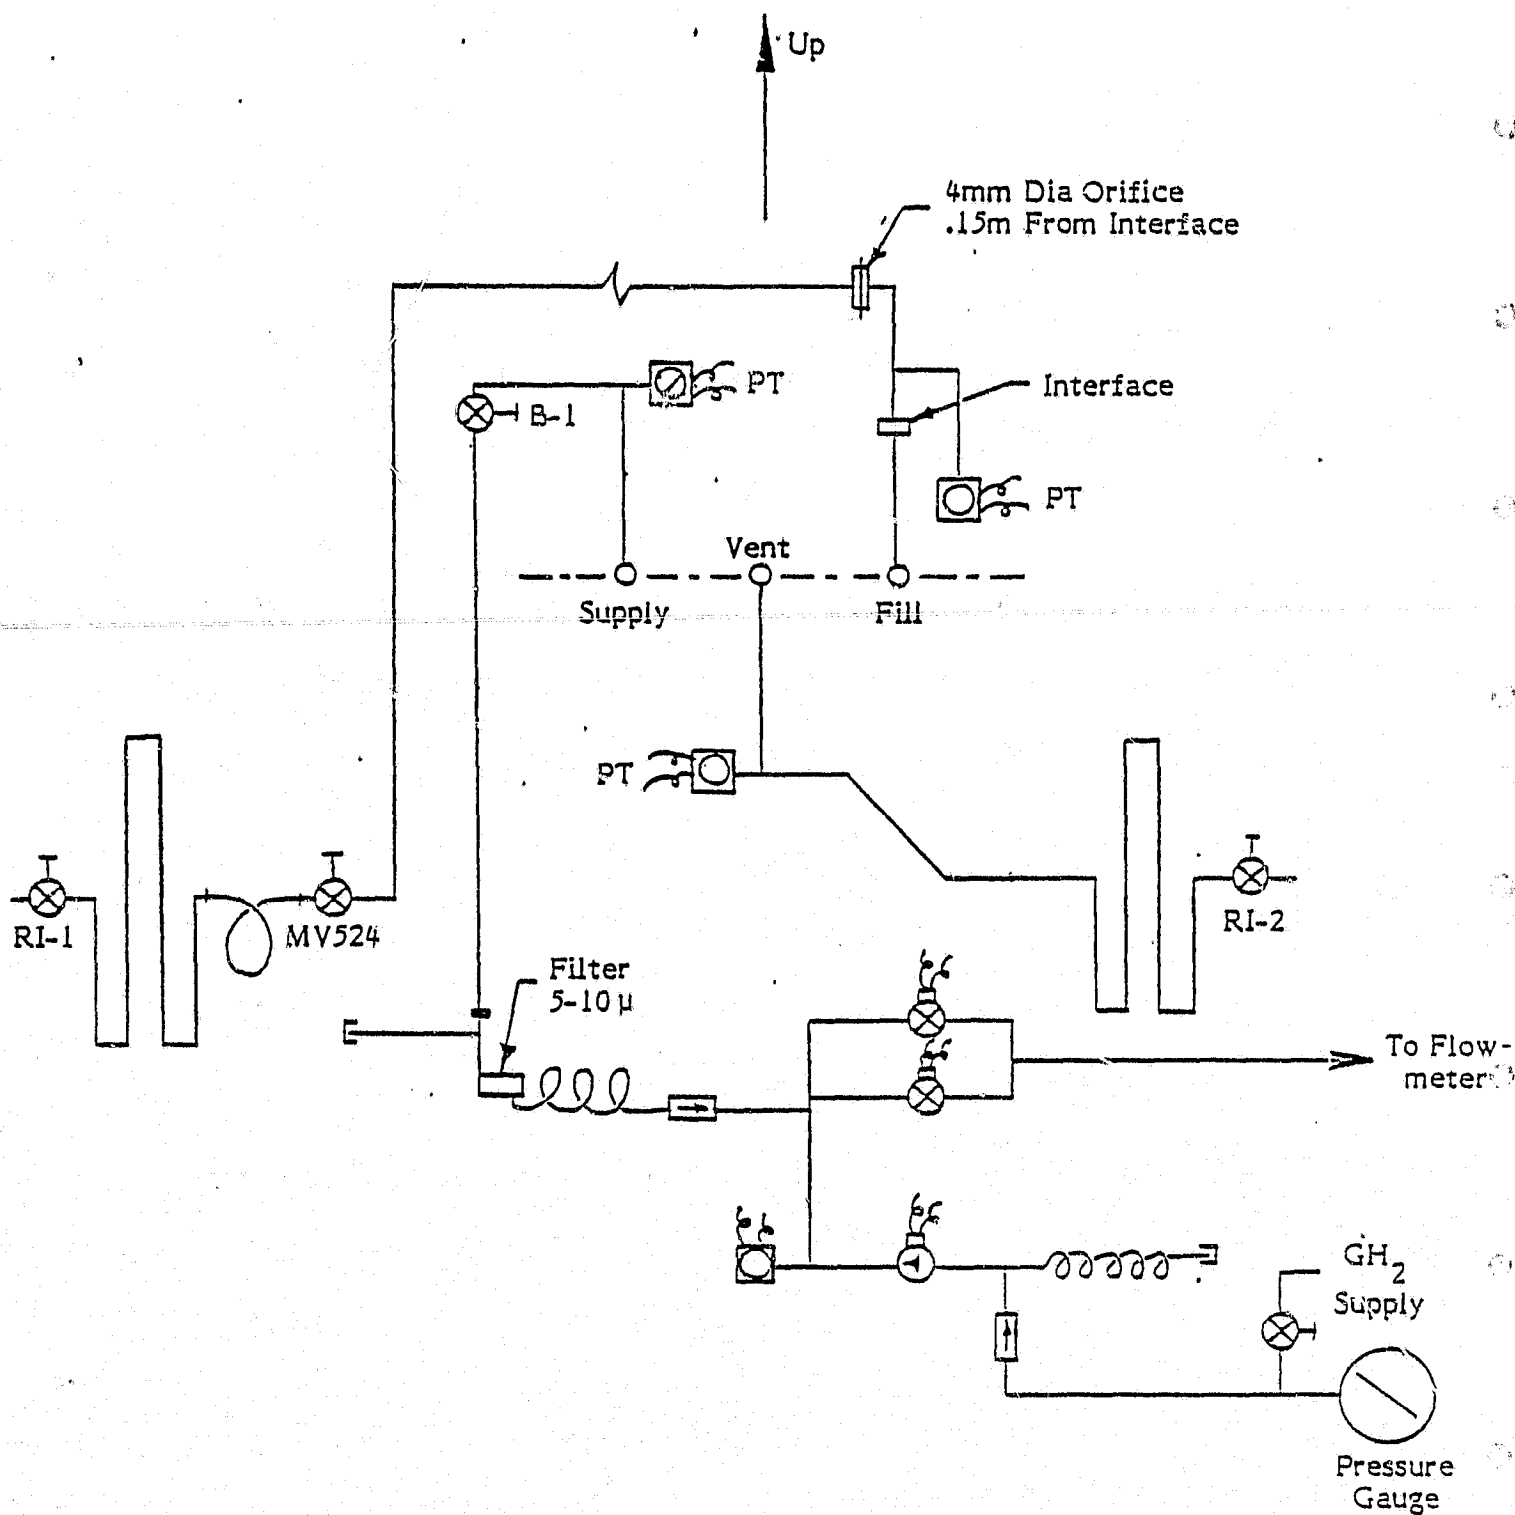 Up
4mm Dia Orifice
.15m From Interface
PT
Interface
B-1
PT
Vent
Supply
Fill
PT
RI-1
MV524
RI-2
Filter
5-10 μ
To Flow-
meter
GH2
Supply
Pressure
Gauge